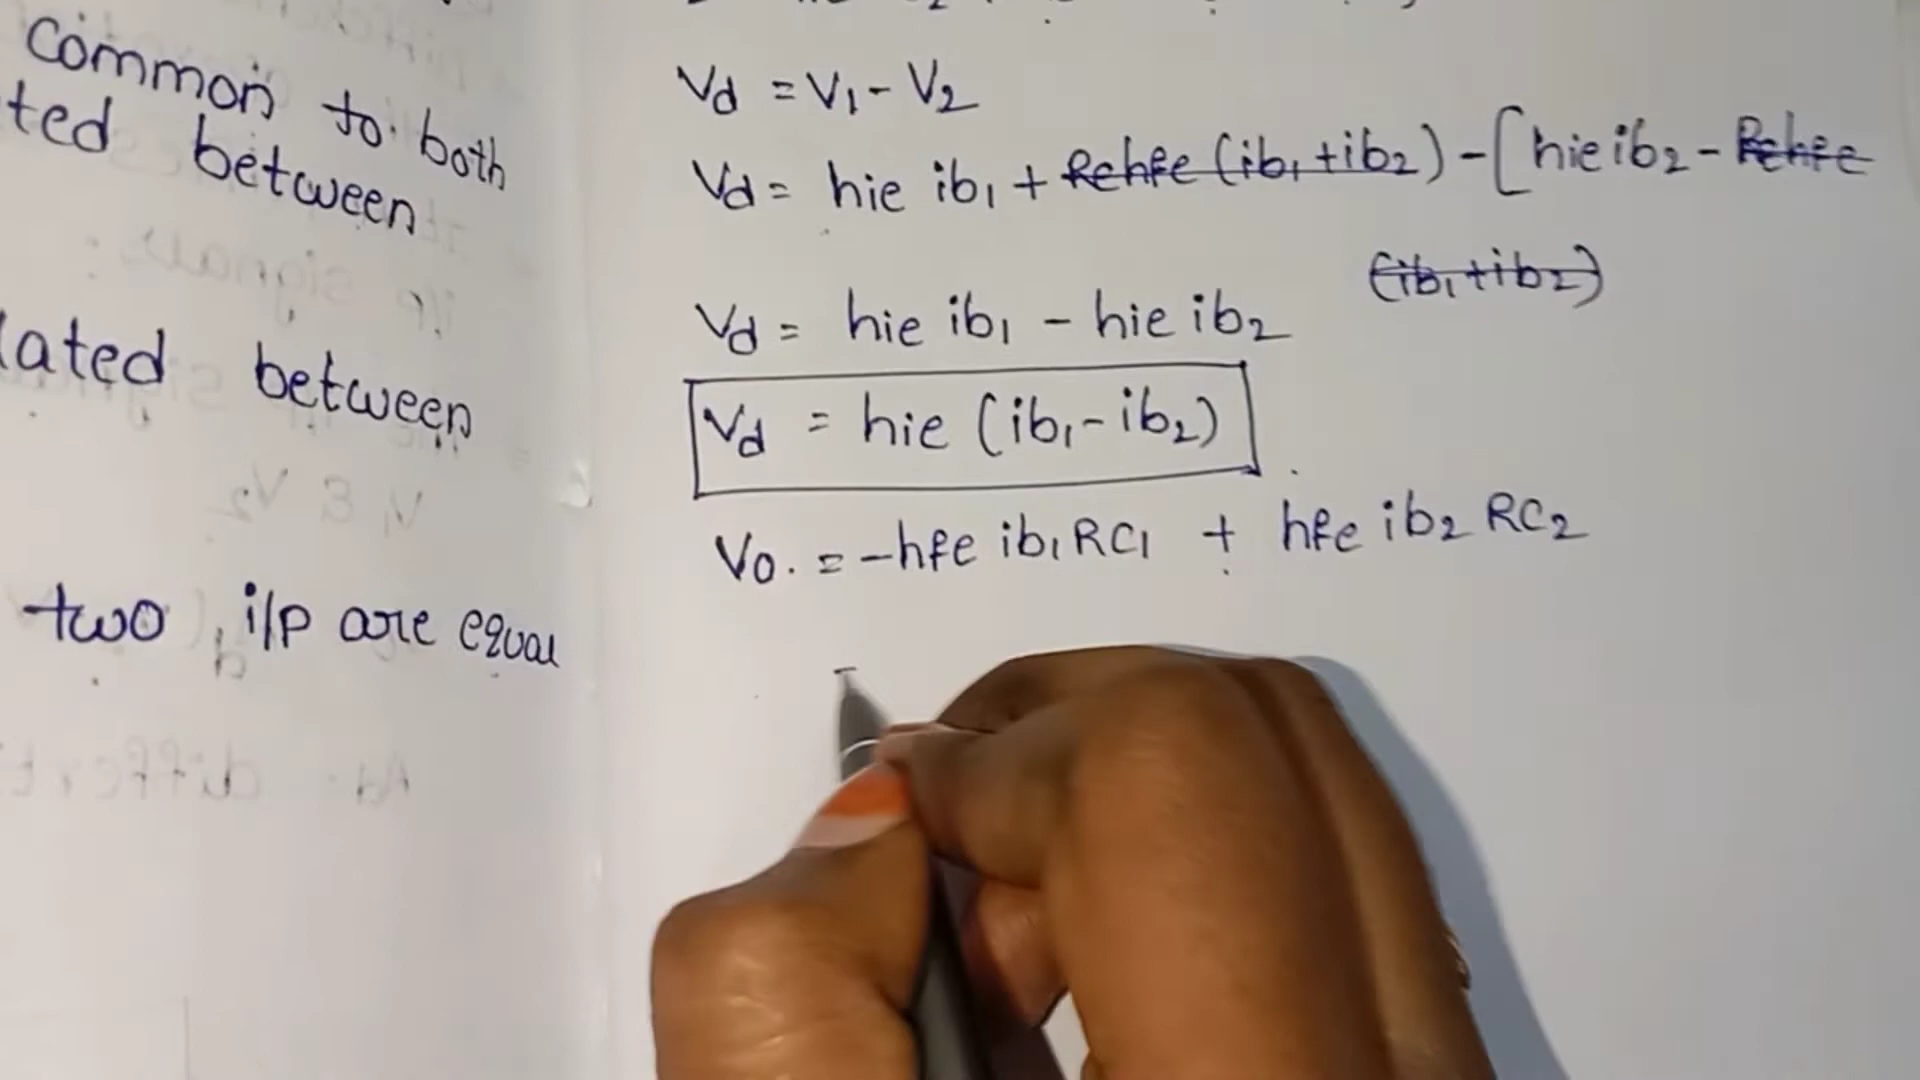 common to both
ted between
lated between
two i/p are equal
Vd = V1 - V2
Vd = hie ib1 + Rehfe (ib1 + ib2) - [hie ib2 - Rehfe
(ib1 + ib2)
Vd = hie ib1 - hie ib2
Vd = hie (ib1 - ib2)
Vo. = -hfe ib1 RC1 + hfe ib2 RC2